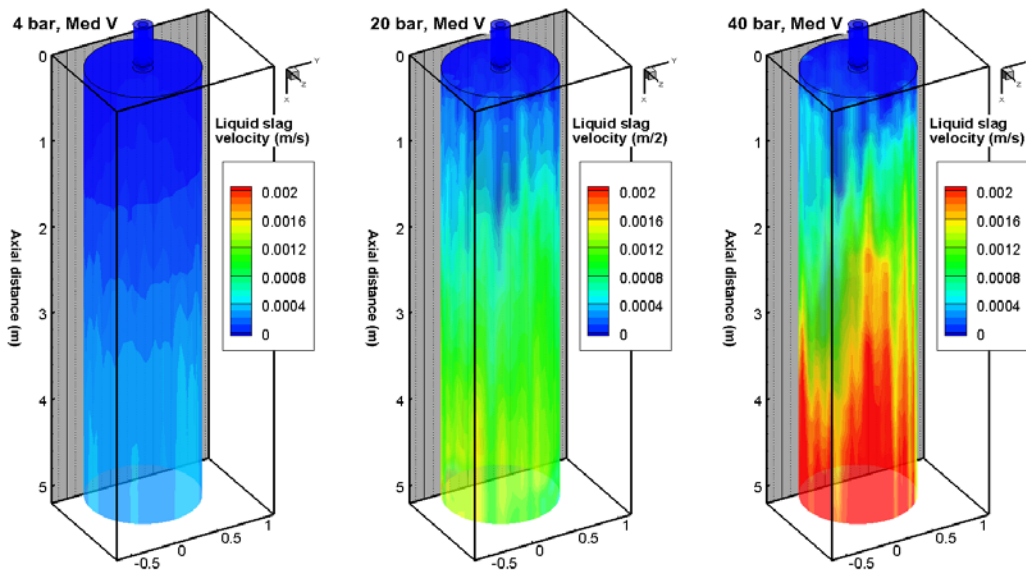 4 bar, Med V
0
1
2
3
4
5
Axial distance (m)
Y
Z
X
Liquid slag
velocity (m/s)
0.002
0.0016
0.0012
0.0008
0.0004
0
-0.5
0
0.5
1
20 bar, Med V
0
1
2
3
4
5
Axial distance (m)
Y
Z
X
Liquid slag
velocity (m/2)
0.002
0.0016
0.0012
0.0008
0.0004
0
-0.5
0
0.5
1
40 bar, Med V
0
1
2
3
4
5
Axial distance (m)
Y
Z
X
Liquid slag
velocity (m/s)
0.002
0.0016
0.0012
0.0008
0.0004
0
-0.5
0
0.5
1